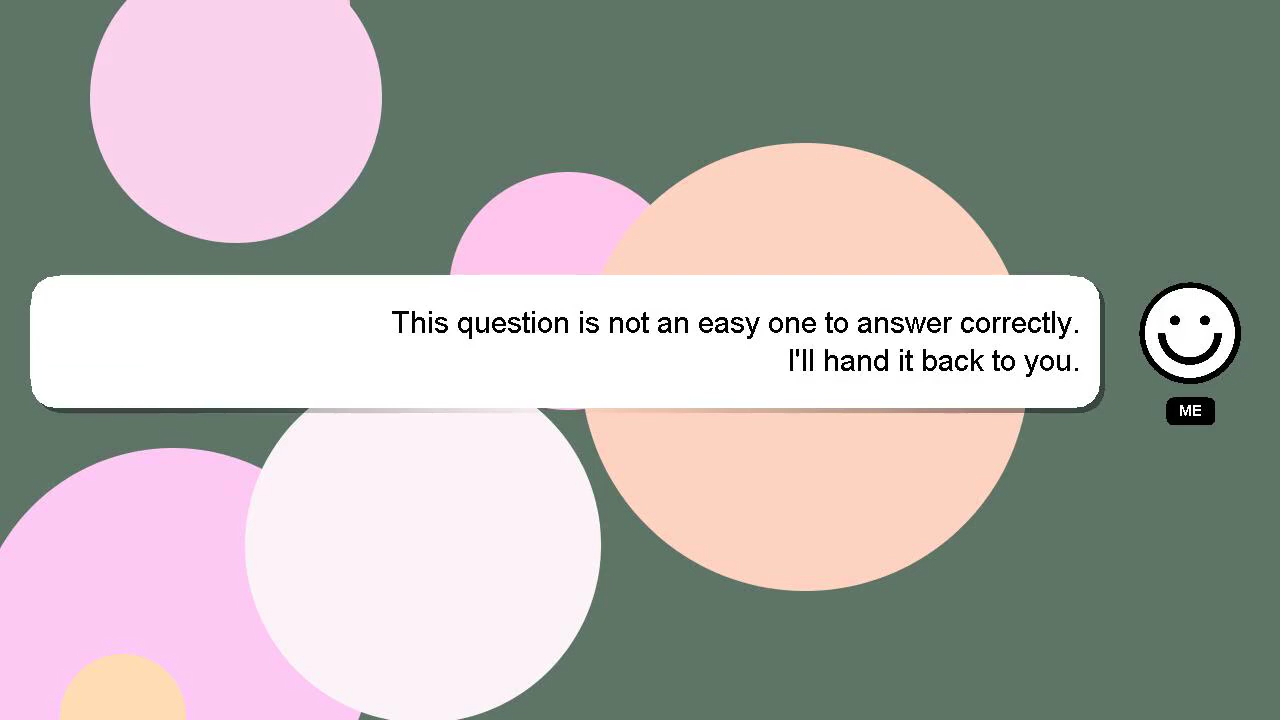 This question is not an easy one to answer correctly.
I'll hand it back to you.
ME